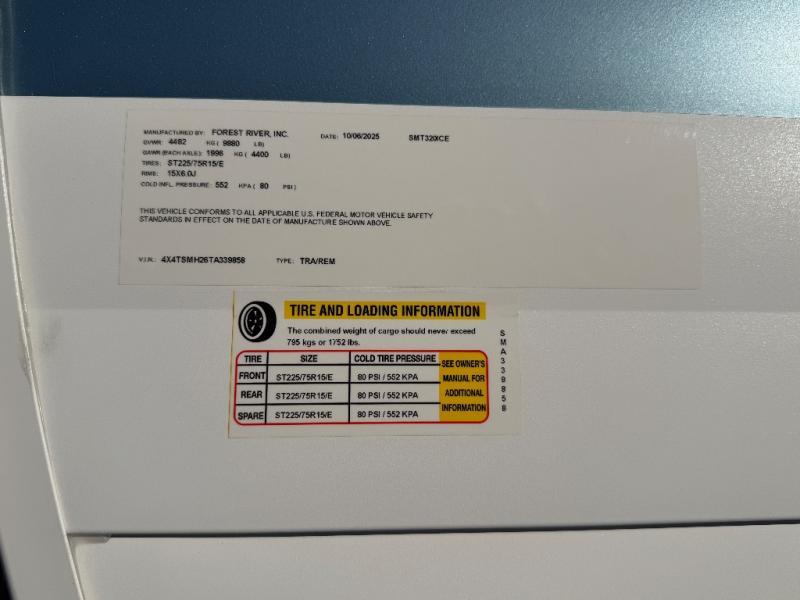 MANUFACTURED BY: FOREST RIVER, INC. DATE: 10/06/2025 SMT320ICE
GVWR: 4482 KG ( 9880 LB)
GAWR (EACH AXLE): 1996 KG ( 4400 LB)
TIRES: ST225/75R15/E
RIMS: 15X6.0J
COLD INFL. PRESSURE: 552 KPA ( 80 PSI )
THIS VEHICLE CONFORMS TO ALL APPLICABLE U.S. FEDERAL MOTOR VEHICLE SAFETY
STANDARDS IN EFFECT ON THE DATE OF MANUFACTURE SHOWN ABOVE.
V.I.N.: 4X4TSMH26TA339858 TYPE: TRA/REM
TIRE AND LOADING INFORMATION
The combined weight of cargo should never exceed
795 kgs or 1752 lbs.
TIRE SIZE COLD TIRE PRESSURE SEE OWNER'S
FRONT ST225/75R15/E 80 PSI / 552 KPA MANUAL FOR
REAR ST225/75R15/E 80 PSI / 552 KPA ADDITIONAL
SPARE ST225/75R15/E 80 PSI / 552 KPA INFORMATION
SMA339858